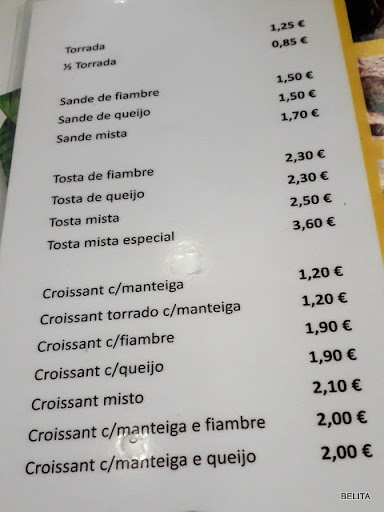 Torrada 1,25 €
½ Torrada 0,85 €
Sande de fiambre 1,50 €
Sande de queijo 1,50 €
Sande mista 1,70 €
Tosta de fiambre 2,30 €
Tosta de queijo 2,30 €
Tosta mista 2,50 €
Tosta mista especial 3,60 €
Croissant c/manteiga 1,20 €
Croissant torrado c/manteiga 1,20 €
Croissant c/fiambre 1,90 €
Croissant c/queijo 1,90 €
Croissant misto 2,10 €
Croissant c/manteiga e fiambre 2,00 €
Croissant c/manteiga e queijo 2,00 €
BELITA